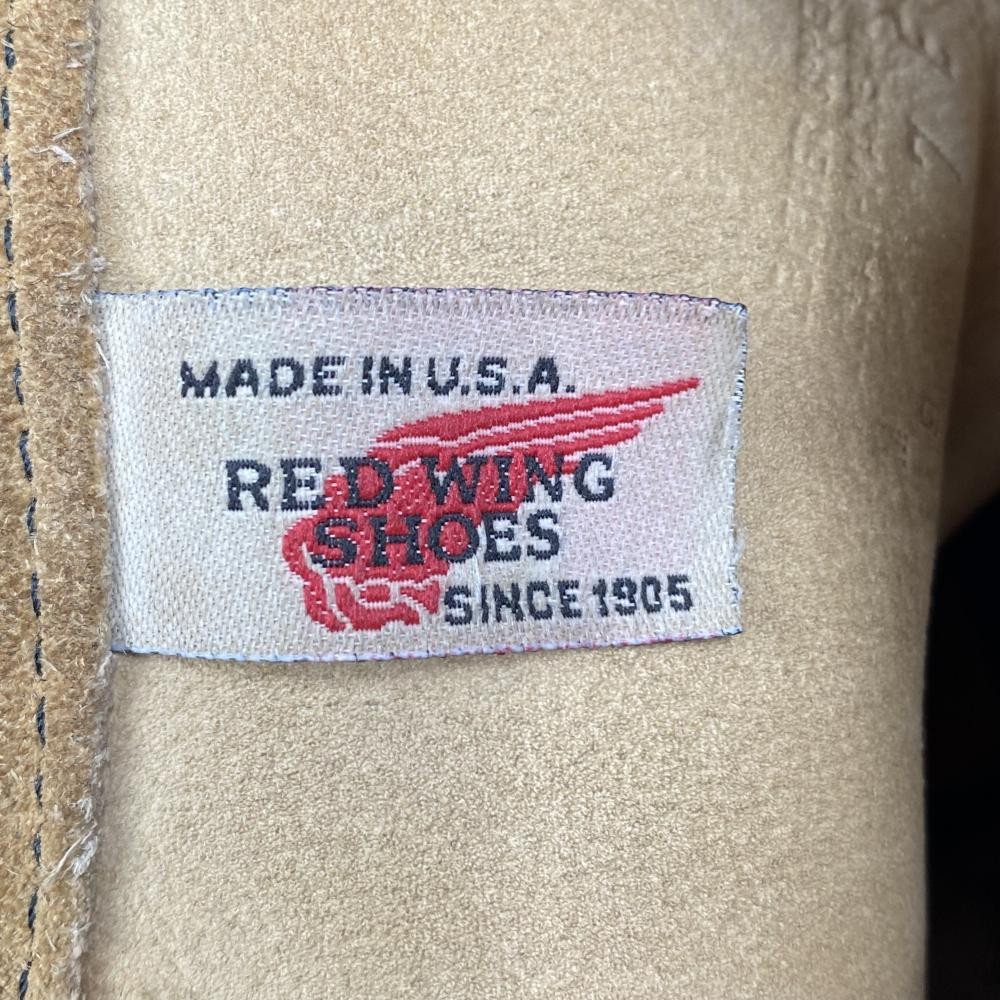 MADE IN U.S.A.
RED WING
SHOES
SINCE 1905